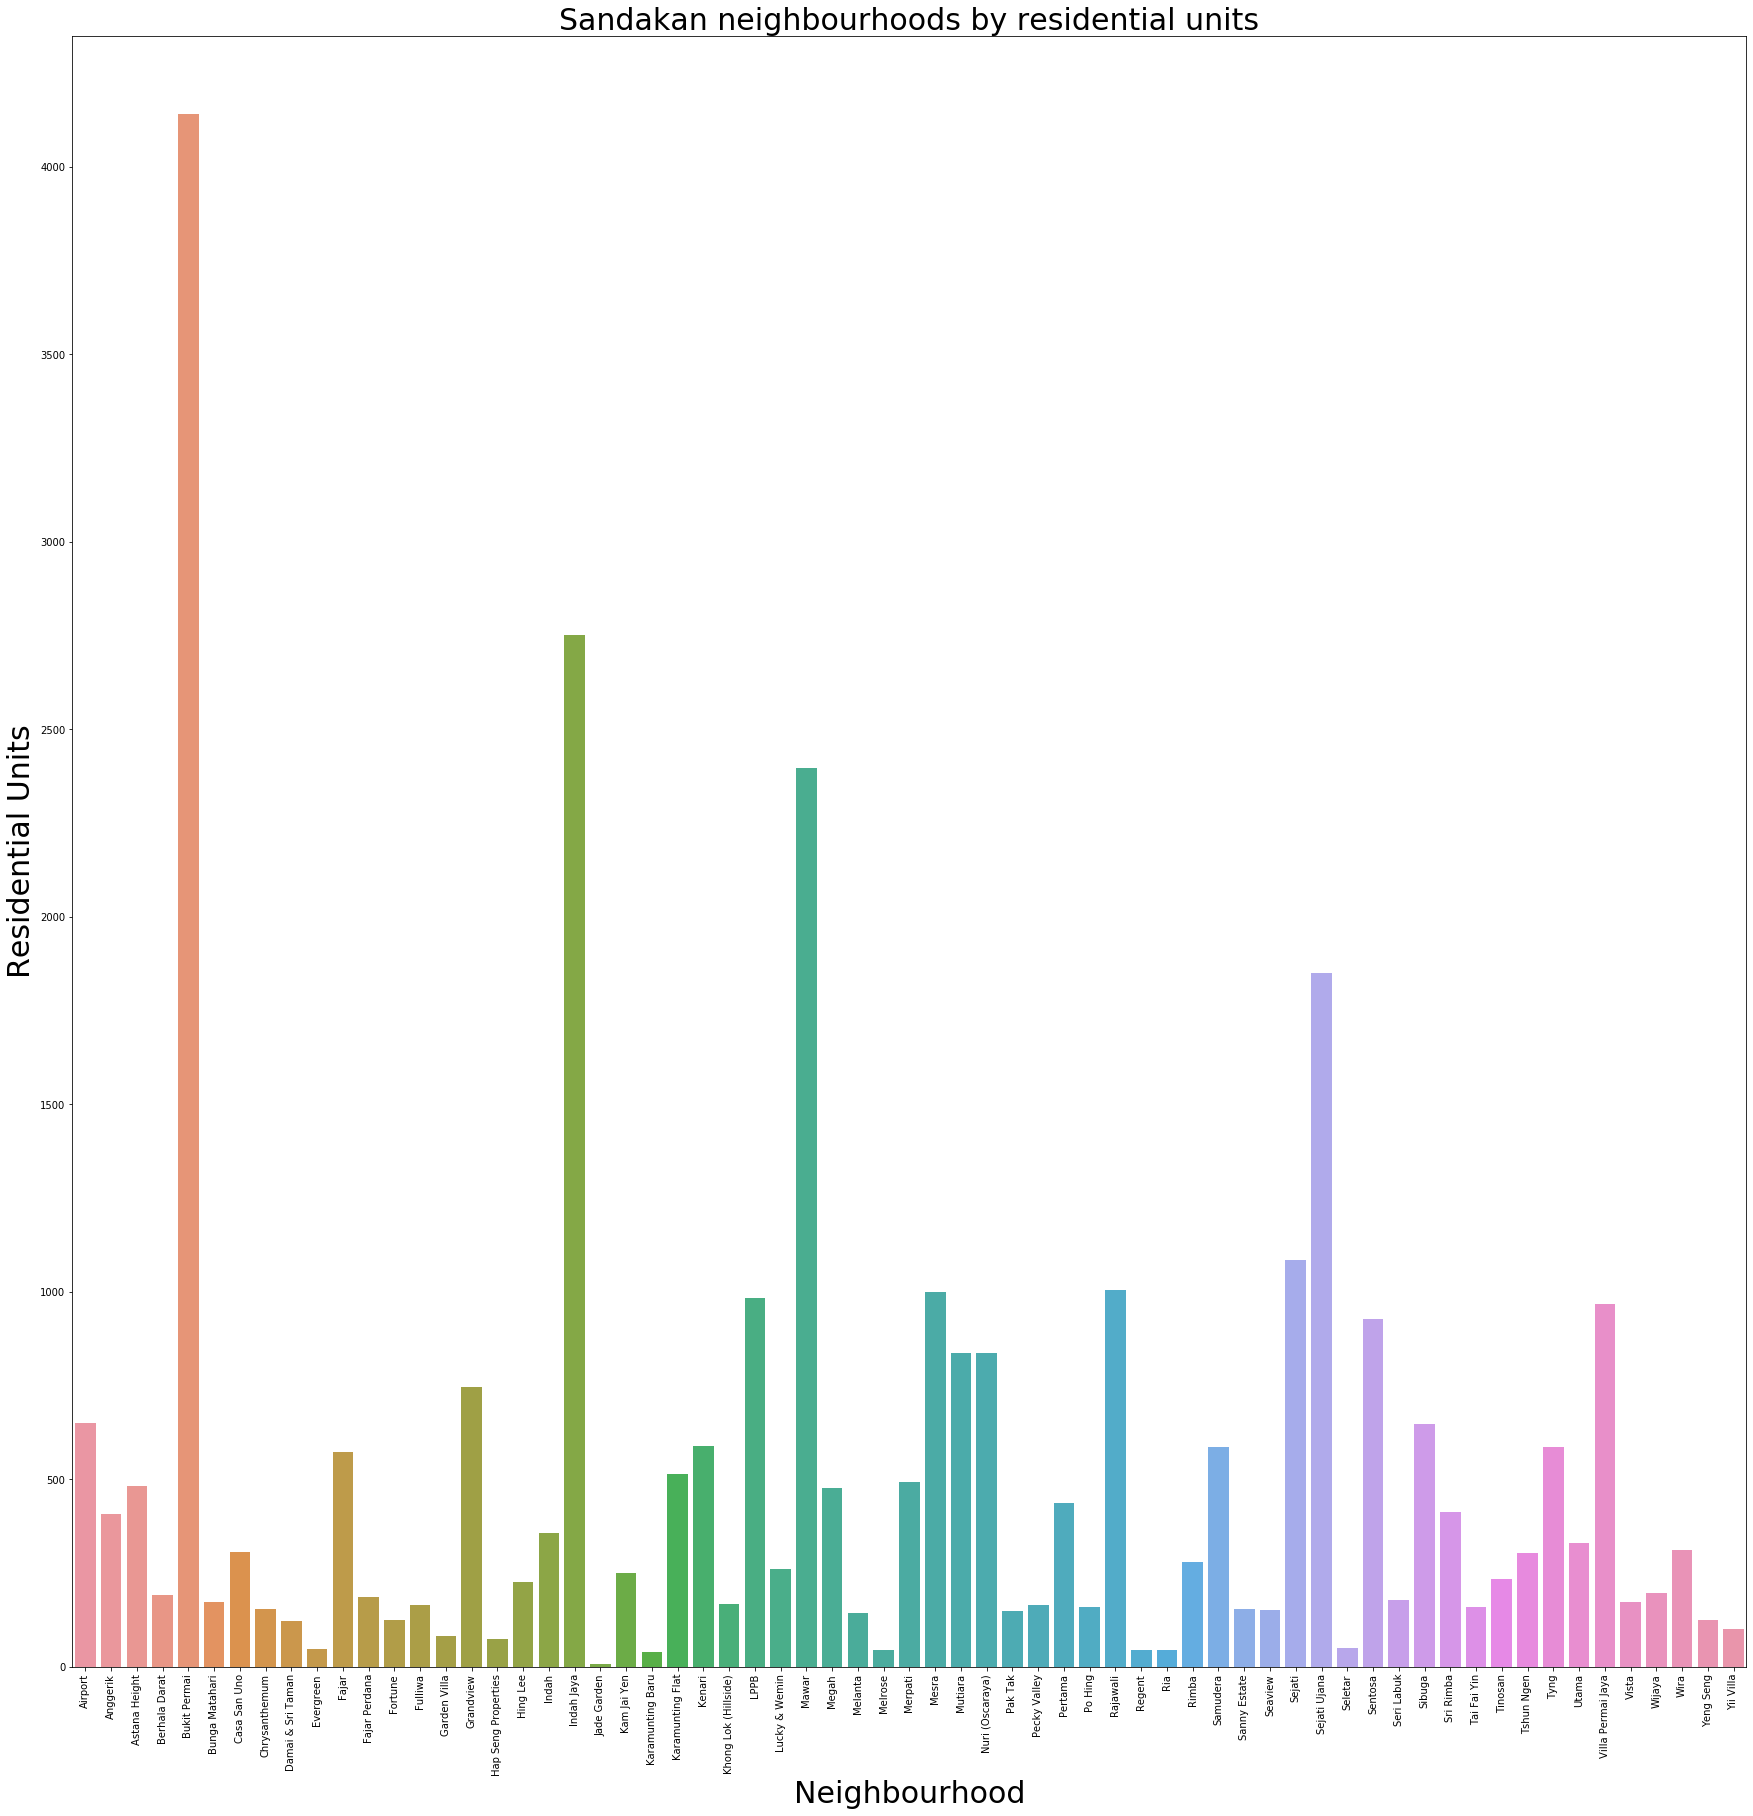 Sandakan neighbourhoods by residential units
Residential Units
4000
3500
3000
2500
2000
1500
1000
500
0
Airport
Anggerik
Astana Height
Berhala Darat
Bukit Permai
Bunga Matahari
Casa San Uno
Chrysanthemum
Damai & Sri Taman
Evergreen
Fajar
Fajar Perdana
Fortune
Fulliwa
Garden Villa
Grandview
Hap Seng Properties
Hing Lee
Indah
Indah Jaya
Jade Garden
Kam Jai Yen
Karamunting Baru
Karamunting Flat
Kenari
Khong Lok (Hillside)
LPPB
Lucky & Wemin
Mawar
Megah
Melanta
Melrose
Merpati
Mesra
Mutiara
Nuri (Oscaraya)
Pak Tak
Pecky Valley
Pertama
Po Hing
Rajawali
Regent
Ria
Rimba
Samudera
Sanny Estate
Seaview
Sejati
Sejati Ujana
Seletar
Sentosa
Seri Labuk
Sibuga
Sri Rimba
Tai Fai Yin
Tinosan
Tshun Ngen
Tyng
Utama
Villa Permai Jaya
Vista
Wijaya
Wira
Yeng Seng
Yii Villa
Neighbourhood